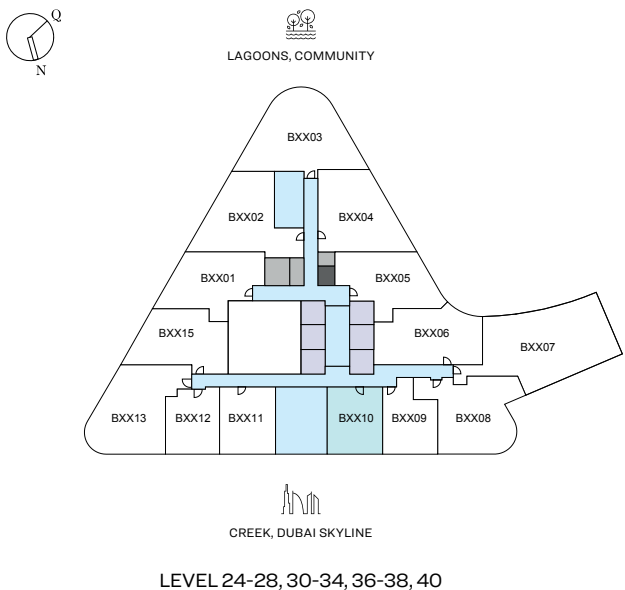 Q
N
LAGOONS, COMMUNITY
BXX03
BXX02
BXX04
BXX01
BXX05
BXX15
BXX06
BXX07
BXX13
BXX12
BXX11
BXX10
BXX09
BXX08
CREEK, DUBAI SKYLINE
LEVEL 24-28, 30-34, 36-38, 40